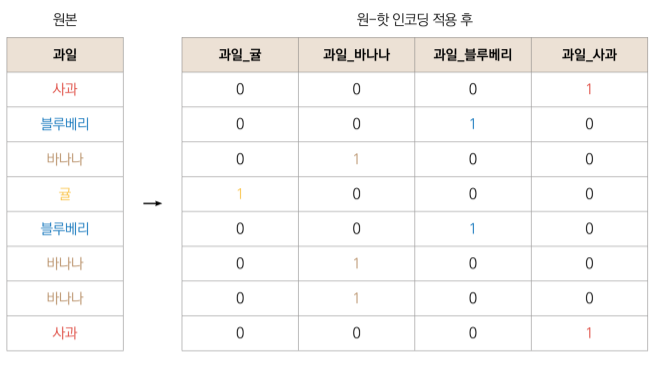 원본
원-핫 인코딩 적용 후
과일 과일_귤 과일_바나나 과일_블루베리 과일_사과
사과 0 0 0 1
블루베리 0 0 1 0
바나나 0 1 0 0
귤 1 0 0 0
블루베리 0 0 1 0
바나나 0 1 0 0
바나나 0 1 0 0
사과 0 0 0 1